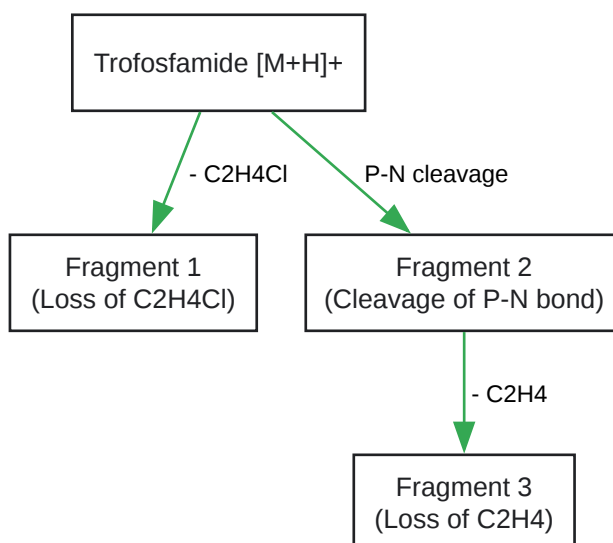 Trofosfamide [M+H]+
- C2H4Cl
P-N cleavage
Fragment 1
(Loss of C2H4Cl)
Fragment 2
(Cleavage of P-N bond)
- C2H4
Fragment 3
(Loss of C2H4)